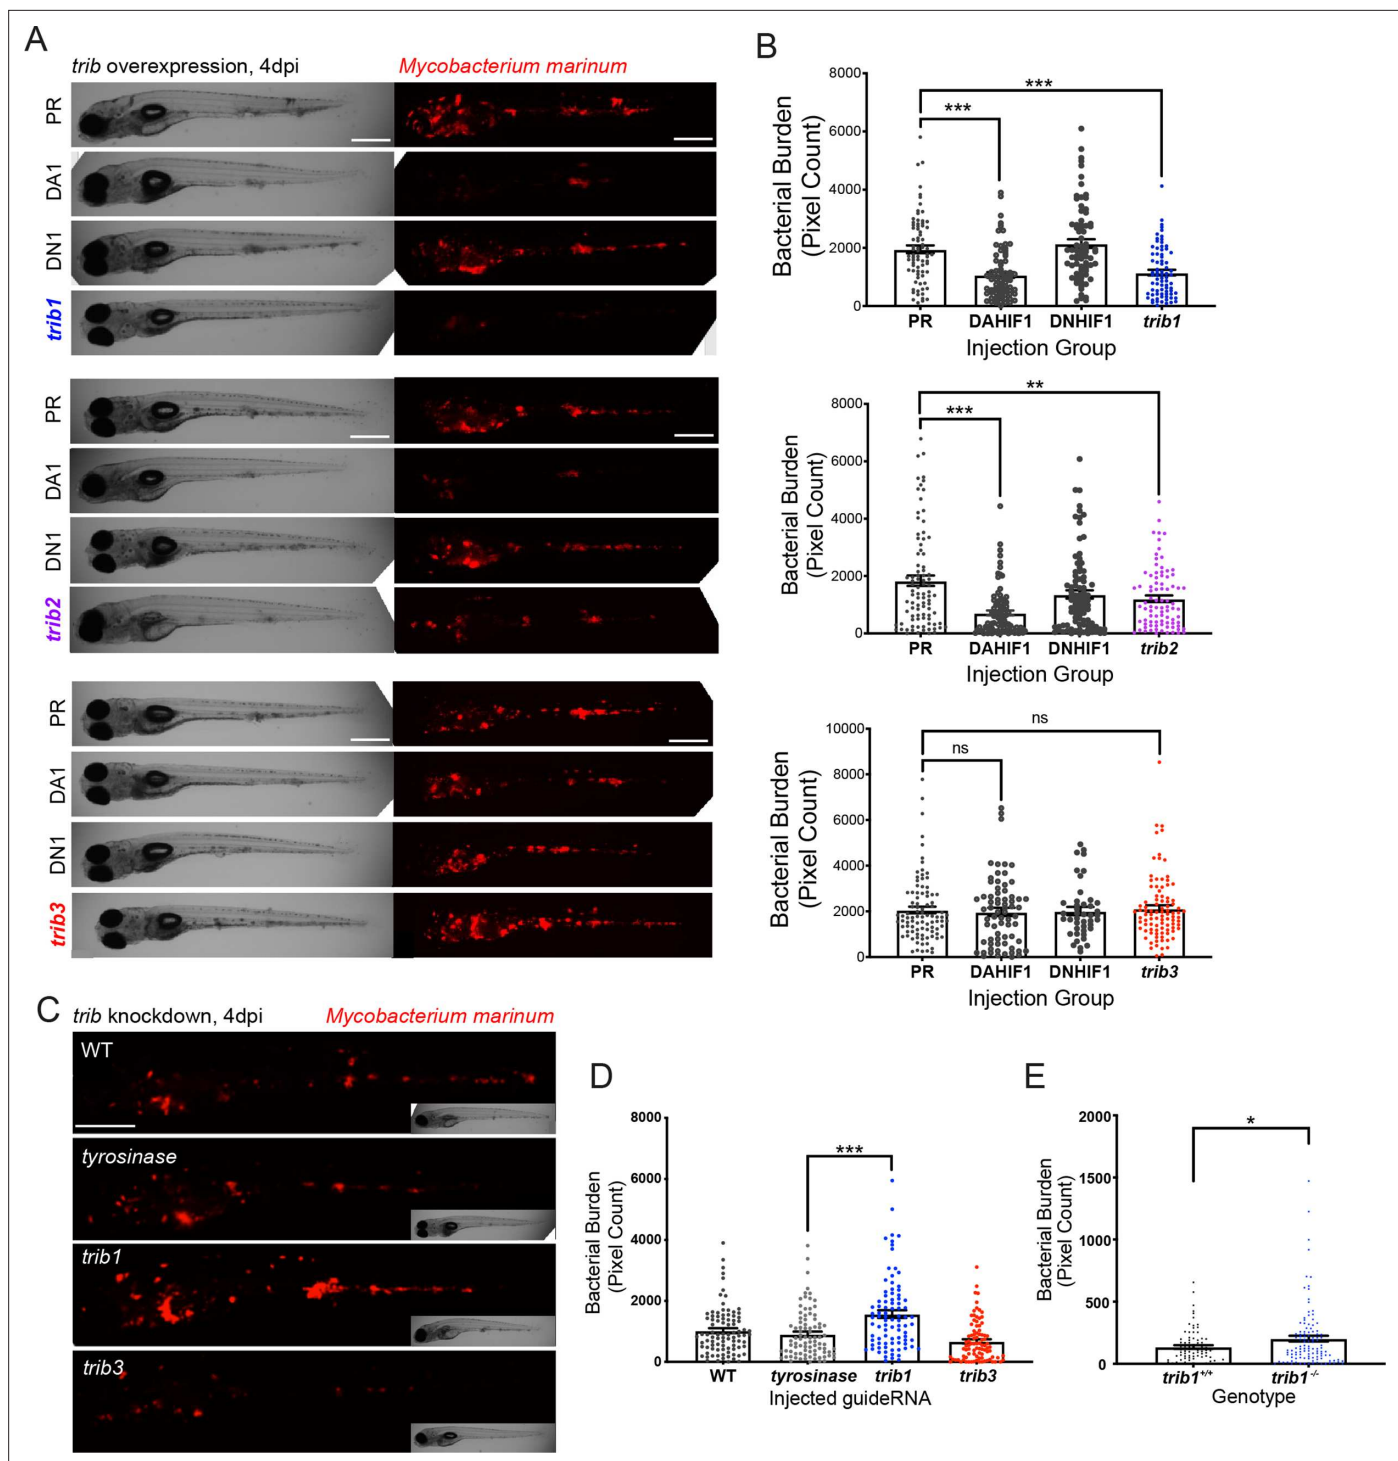 A
trib overexpression, 4dpi
Mycobacterium marinum
PR
DA1
DN1
trib1
PR
DA1
DN1
trib2
PR
DA1
DN1
trib3
B
8000
6000
4000
2000
0
Bacterial Burden
(Pixel Count)
***
***
PR
DAHIF1
DNHIF1
trib1
Injection Group
8000
6000
4000
2000
0
Bacterial Burden
(Pixel Count)
***
**
PR
DAHIF1
DNHIF1
trib2
Injection Group
10000
8000
6000
4000
2000
0
Bacterial Burden
(Pixel Count)
ns
ns
PR
DAHIF1
DNHIF1
trib3
Injection Group
C
trib knockdown, 4dpi
Mycobacterium marinum
WT
tyrosinase
trib1
trib3
D
8000
6000
4000
2000
0
Bacterial Burden
(Pixel Count)
***
WT
tyrosinase
trib1
trib3
Injected guideRNA
E
2000
1500
1000
500
0
Bacterial Burden
(Pixel Count)
*
trib1+/+
trib1-/-
Genotype